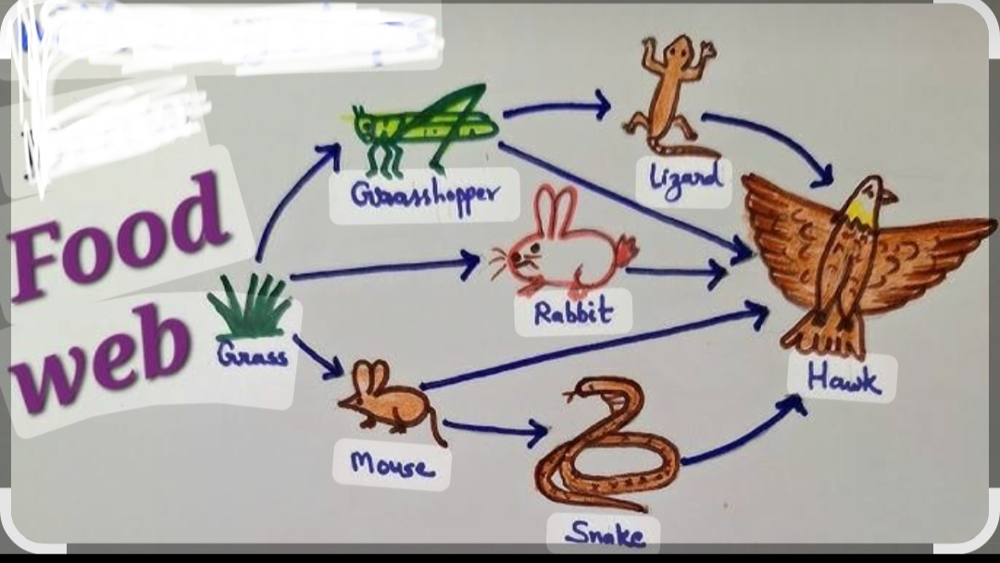 Food
web
Grasshopper
Lizard
Grass
Rabbit
Hawk
Mouse
Snake